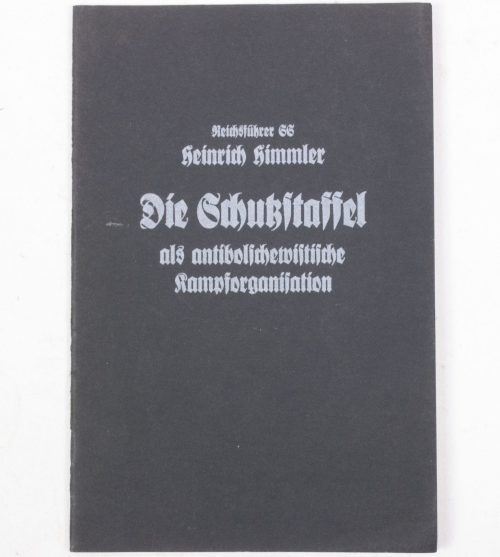 Reichsführer SS
Heinrich Himmler
Die Schutzstaffel
als antibolschewistische
Kampforganisation